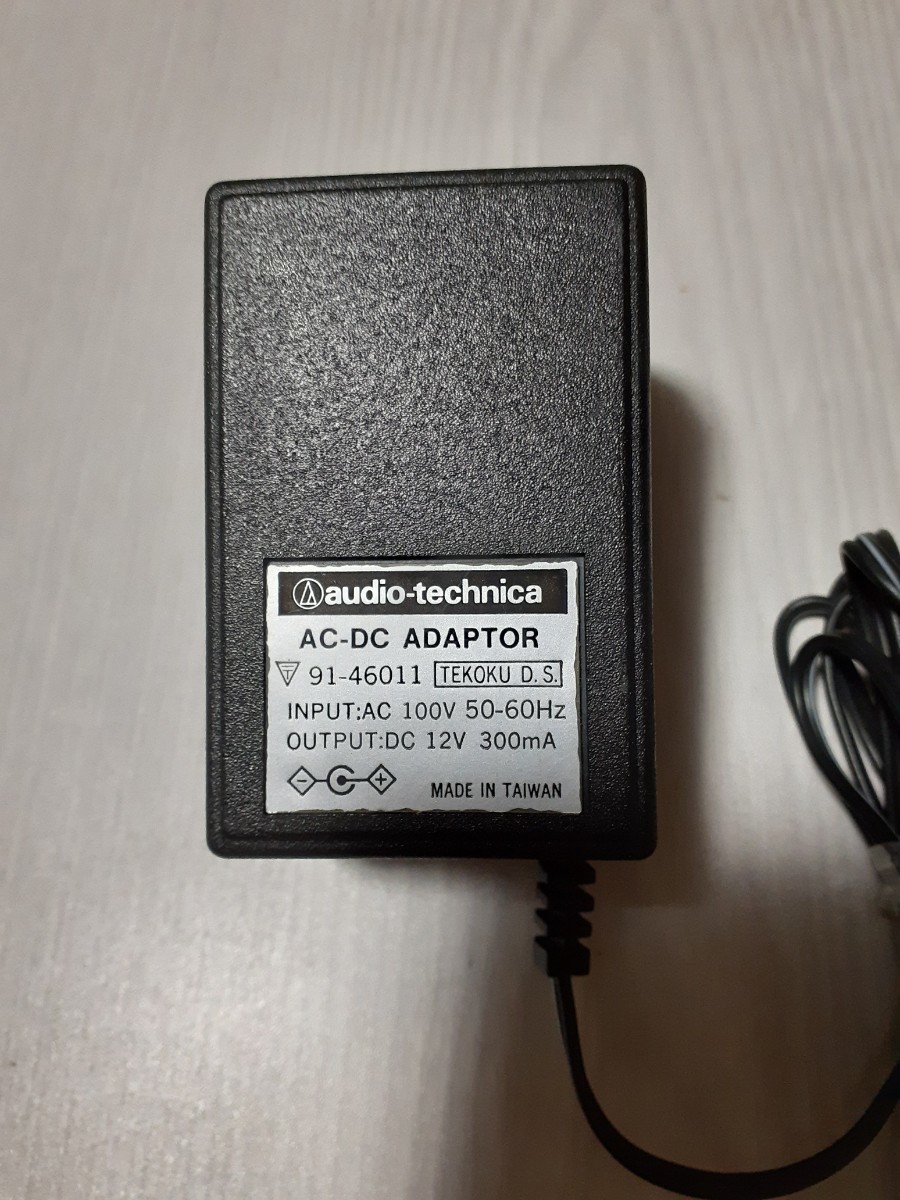 audio-technica
AC-DC ADAPTOR
91-46011 TEKOKU D.S.
INPUT:AC 100V 50-60Hz
OUTPUT:DC 12V 300mA
MADE IN TAIWAN